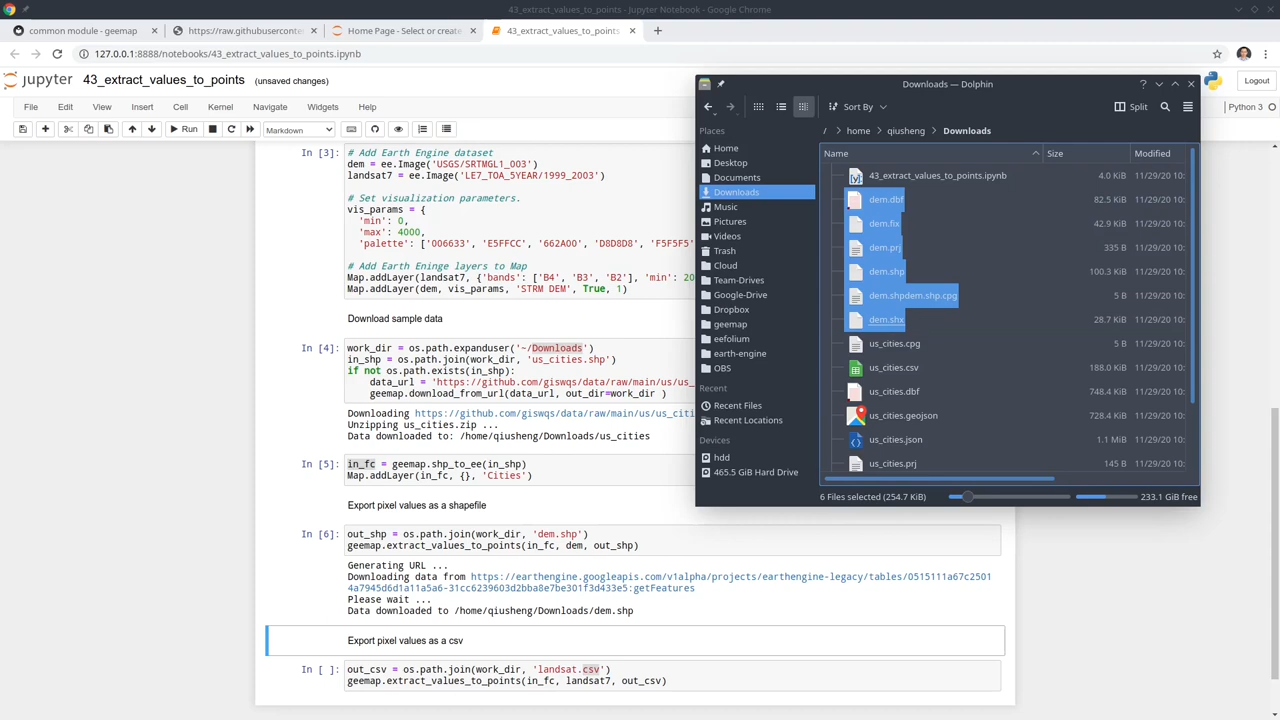 43_extract_values_to_points - Jupyter Notebook - Google Chrome
common module - geemap
https://raw.githubuserconte
Home Page - Select or create
43_extract_values_to_points
127.0.0.1:8888/notebooks/43_extract_values_to_points.ipynb
jupyter 43_extract_values_to_points (unsaved changes)
Logout
File Edit View Insert Cell Kernel Navigate Widgets Help
Python 3
Run
Markdown
In [3]: # Add Earth Engine dataset
dem = ee.Image('USGS/SRTMGL1_003')
landsat7 = ee.Image('LE7_TOA_5YEAR/1999_2003')
# Set visualization parameters.
vis_params = {
'min': 0,
'max': 4000,
'palette': ['006633', 'E5FFCC', '662A00', 'D8D8D8', 'F5F5F5'
# Add Earth Eninge layers to Map
Map.addLayer(landsat7, {'bands': ['B4', 'B3', 'B2'], 'min': 20
Map.addLayer(dem, vis_params, 'STRM DEM', True, 1)
Download sample data
In [4]: work_dir = os.path.expanduser('~/Downloads')
in_shp = os.path.join(work_dir, 'us_cities.shp')
if not os.path.exists(in_shp):
data_url = 'https://github.com/giswqs/data/raw/main/us/us_
geemap.download_from_url(data_url, out_dir=work_dir )
Downloading https://github.com/giswqs/data/raw/main/us/us_citi
Unzipping us_cities.zip ...
Data downloaded to: /home/qiusheng/Downloads/us_cities
In [5]: in_fc = geemap.shp_to_ee(in_shp)
Map.addLayer(in_fc, {}, 'Cities')
Export pixel values as a shapefile
In [6]: out_shp = os.path.join(work_dir, 'dem.shp')
geemap.extract_values_to_points(in_fc, dem, out_shp)
Generating URL ...
Downloading data from https://earthengine.googleapis.com/v1alpha/projects/earthengine-legacy/tables/0515111a67c2501
4a7945d6d1a11a5a6-31cc6239603d2bba8e7be301f3d433e5:getFeatures
Please wait ...
Data downloaded to /home/qiusheng/Downloads/dem.shp
Export pixel values as a csv
In [ ]: out_csv = os.path.join(work_dir, 'landsat.csv')
geemap.extract_values_to_points(in_fc, landsat7, out_csv)
Downloads — Dolphin
Sort By
Split
Places
Home
Desktop
Documents
Downloads
Music
Pictures
Videos
Trash
Cloud
Team-Drives
Google-Drive
Dropbox
geemap
eefolium
earth-engine
OBS
Recent
Recent Files
Recent Locations
Devices
hdd
465.5 GiB Hard Drive
/ home > qiusheng > Downloads
Name Size Modified
43_extract_values_to_points.ipynb 4.0 KiB 11/29/20 10:
dem.dbf 82.5 KiB 11/29/20 10:
dem.fix 42.9 KiB 11/29/20 10:
dem.prj 335 B 11/29/20 10:
dem.shp 100.3 KiB 11/29/20 10:
dem.shpdem.shp.cpg 5 B 11/29/20 10:
dem.shx 28.7 KiB 11/29/20 10:
us_cities.cpg 5 B 11/29/20 10:
us_cities.csv 188.0 KiB 11/29/20 10:
us_cities.dbf 748.4 KiB 11/29/20 10:
us_cities.geojson 728.4 KiB 11/29/20 10:
us_cities.json 1.1 MiB 11/29/20 10:
us_cities.prj 145 B 11/29/20 10:
6 Files selected (254.7 KiB) 233.1 GiB free